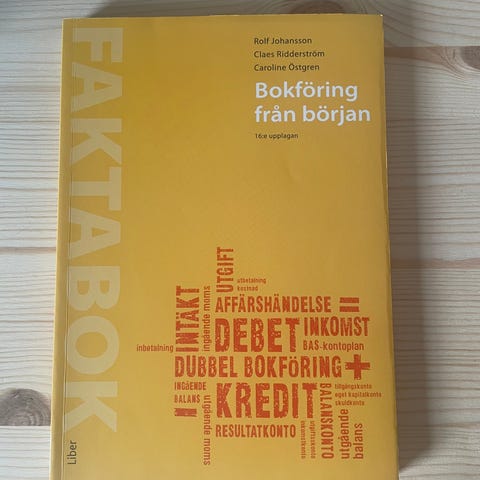 Rolf Johansson
Claes Ridderström
Caroline Östgren
Bokföring
från början
16:e upplagan
FAKTABOK
UTGIFT
utbetalning
kostnad
INTÄKT
ingående moms
AFFÄRSHÄNDELSE =
DEBET
INKOMST
BAS-kontoplan
inbetalning
DUBBEL BOKFÖRING +
INGÅENDE
BALANS
–
utgående moms
KREDIT
RESULTATKONTO
inkomstkonto
utgiftskonto
BALANSKONTO
tillgångskonto
eget kapitalkonto
skuldkonto
utgående
balans
Liber